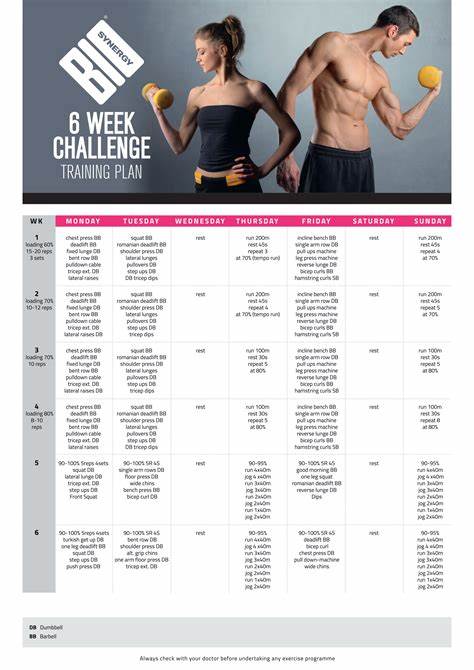 BIO
SYNERGY
6 WEEK
CHALLENGE
TRAINING PLAN
WK MONDAY TUESDAY WEDNESDAY THURSDAY FRIDAY SATURDAY SUNDAY
1
loading 60%
15-20 reps
3 sets
chest press BB
deadlift BB
fixed lunge DB
bent row BB
pulldown cable
tricep ext. DB
lateral raises DB
squat BB
romanian deadlift BB
shoulder press DB
lateral lunges
pullovers DB
step ups DB
DB tricep dips
rest
run 200m
rest 45s
repeat 3
at 70% (tempo run)
incline bench BB
single arm row DB
pull ups machine
leg press machine
reverse lunge DB
bicep curls BB
hamstring curls SB
rest
run 200m
rest 45s
repeat 4
at 70%
2
loading 70%
10-12 reps
chest press BB
deadlift BB
fixed lunge DB
bent row BB
pulldown cable
tricep ext. DB
lateral raises DB
squat BB
romanian deadlift BB
shoulder press DB
lateral lunges
pullovers DB
step ups DB
tricep dips
rest
run 200m
rest 45s
repeat 4
at 70% (tempo run)
incline bench BB
single arm row DB
pull ups machine
leg press machine
reverse lunge DB
bicep curls BB
hamstring curls SB
rest
run 100m
rest 30s
repeat 4
at 80%
3
loading 70%
10 reps
chest press BB
deadlift BB
fixed lunge DB
bent row BB
pulldown cable
tricep ext. DB
lateral raises DB
squat BB
romanian deadlift BB
shoulder press DB
lateral lunges
pullovers DB
step ups DB
tricep dips
rest
run 100m
rest 30s
repeat 5
at 80%
incline bench BB
single arm row DB
pull ups machine
leg press machine
reverse lunge DB
bicep curls BB
hamstring curls SB
rest
run 100m
rest 30s
repeat 5
at 80%
4
loading 80%
8-10
reps
chest press BB
deadlift BB
fixed lunge DB
bent row BB
pulldown cable
tricep ext. DB
lateral raises DB
squat BB
romanian deadlift BB
shoulder press DB
lateral lunges
pullovers DB
step ups DB
tricep dips
rest
run 100m
rest 30s
repeat 5
at 80%
incline bench BB
single arm row DB
pull ups machine
leg press machine
reverse lunge DB
bicep curls BB
hamstring curls SB
rest
run 100m
rest 30s
repeat 8
at 80%
5
90-100% 5reps 4sets
squat DB
lateral lunge DB
tricep ext. DB
step ups DB
Front Squat
90-100% 5R 4S
single arm rows DB
floor press DB
wide chins
bench press BB
bicep curl DB
rest
90-95%
run 4x40m
jog 4 x40m
run 3x40m
jog 3x40m
run 2x40m
jog 2x40m
run 1x40m
jog 2x40m
90-100% 5R 4S
good morning BB
one leg squat
romanian deadlift BB
reverse lunge DB
Dips
rest
90-95%
run 4x40m
jog 4x40m
run 3x40m
jog 3x40m
run 2x40m
jog 2x40m
run 1x40m
jog 2x40m
6
90-100% 5reps 4sets
turkish get up DB
one leg deadlift BB
squat DB
step ups DB
push press DB
90-100% 5R 4S
bent row DB
shoulder press DB
alt. grip chins
one arm floor press DB
tricep ext. DB
rest
90-95%
run 4x40m
jog 4 x40m
run 3x40m
jog 3x40m
run 2x40m
jog 2x40m
run 1x40m
jog 2x40m
90-100% 5R 4S
deadlift BB
bicep curl
chest press DB
pull down-machine
wide chins
rest
90-95%
run 4x40m
jog 4x40m
run 3x40m
jog 3x40m
run 2x40m
jog 2x40m
run 1x40m
jog 2x40m
DB Dumbbell
BB Barbell
Always check with your doctor before undertaking any exercise programme